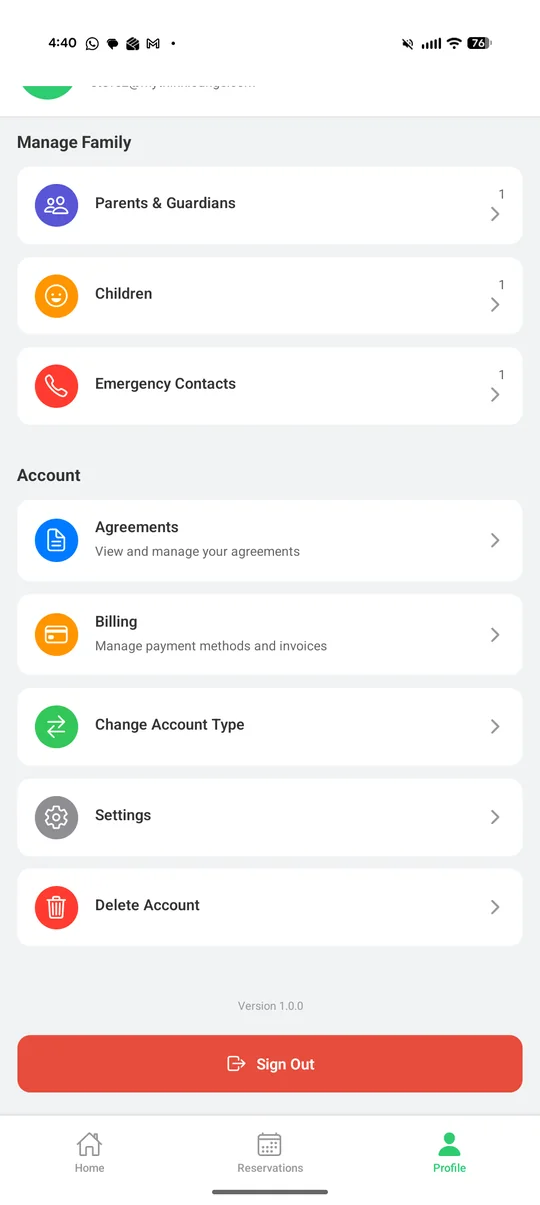 4:40
76
Manage Family
Parents & Guardians
1
Children
1
Emergency Contacts
1
Account
Agreements
View and manage your agreements
Billing
Manage payment methods and invoices
Change Account Type
Settings
Delete Account
Version 1.0.0
Sign Out
Home
Reservations
Profile